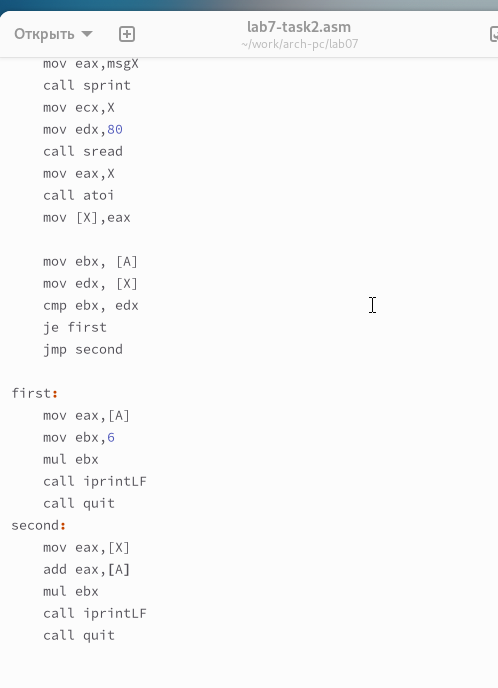 Открыть
lab7-task2.asm
~/work/arch-pc/lab07
mov eax,msgX
call sprint
mov ecx,X
mov edx,80
call sread
mov eax,X
call atoi
mov [X],eax
mov ebx, [A]
mov edx, [X]
cmp ebx, edx
je first
jmp second
first:
mov eax,[A]
mov ebx,6
mul ebx
call iprintLF
call quit
second:
mov eax,[X]
add eax,[A]
mul ebx
call iprintLF
call quit